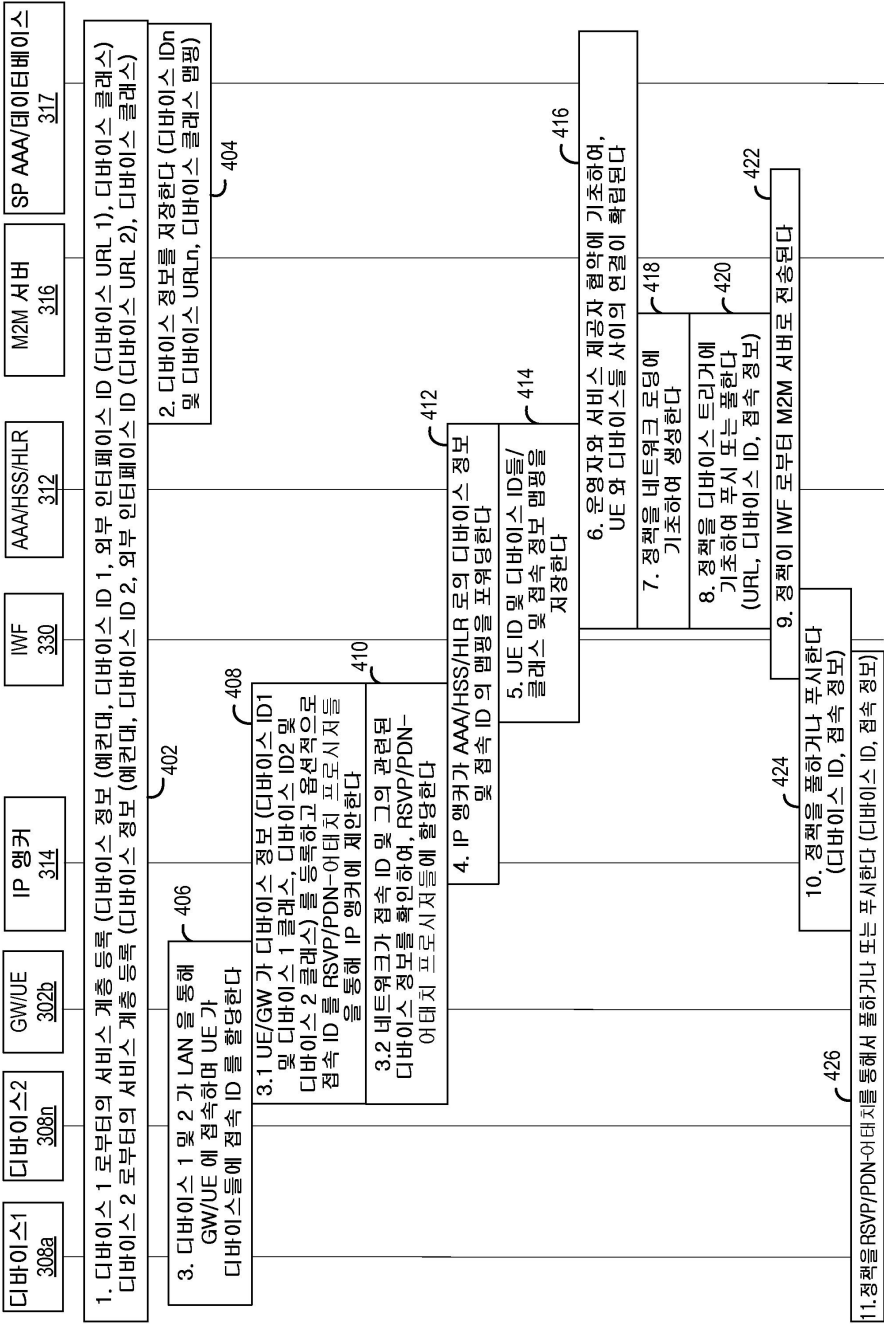 디바이스1
308a
디바이스2
308n
GW/UE
302b
IP 앵커
314
IWF
330
AAA/HSS/HLR
312
M2M 서버
316
SP AAA/데이터베이스
317
1. 디바이스 1 로부터의 서비스 계층 등록 (디바이스 정보 (예컨대, 디바이스 ID 1, 외부 인터페이스 ID (디바이스 URL 1), 디바이스 클래스)
디바이스 2 로부터의 서비스 계층 등록 (디바이스 정보 (예컨대, 디바이스 ID 2, 외부 인터페이스 ID (디바이스 URL 2), 디바이스 클래스)
402
2. 디바이스 정보를 저장한다 (디바이스 IDn
및 디바이스 URLn, 디바이스 클래스 맵핑)
404
3. 디바이스 1 및 2 가 LAN 을 통해
GW/UE 에 접속하며 UE 가
디바이스들에 접속 ID 를 할당한다
406
3.1 UE/GW 가 디바이스 정보 (디바이스 ID1
및 디바이스 1 클래스, 디바이스 ID2 및
디바이스 2 클래스) 를 등록하고 옵션적으로
접속 ID 를 RSVP/PDN-어태치 프로시저들
을 통해 IP 앵커에 제안한다
408
3.2 네트워크가 접속 ID 및 그의 관련된
디바이스 정보를 확인하여, RSVP/PDN-
어태치 프로시저들에 할당한다
410
4. IP 앵커가 AAA/HSS/HLR 로의 디바이스 정보
및 접속 ID 의 맵핑을 포워딩한다
412
5. UE ID 및 디바이스 ID들/
클래스 및 접속 정보 맵핑을
저장한다
414
6. 운영자와 서비스 제공자 협약에 기초하여,
UE 와 디바이스들 사이의 연결이 확립된다
416
7. 정책을 네트워크 로딩에
기초하여 생성한다
418
8. 정책을 디바이스 트리거에
기초하여 푸시 또는 풀한다
(URL, 디바이스 ID, 접속 정보)
420
9. 정책이 IWF 로부터 M2M 서버로 전송된다
422
10. 정책을 풀하거나 푸시한다
(디바이스 ID, 접속 정보)
424
11.정책을RSVP/PDN-어태치를 통해서 풀하거나 또는 푸시한다 (디바이스 ID, 접속 정보)
426